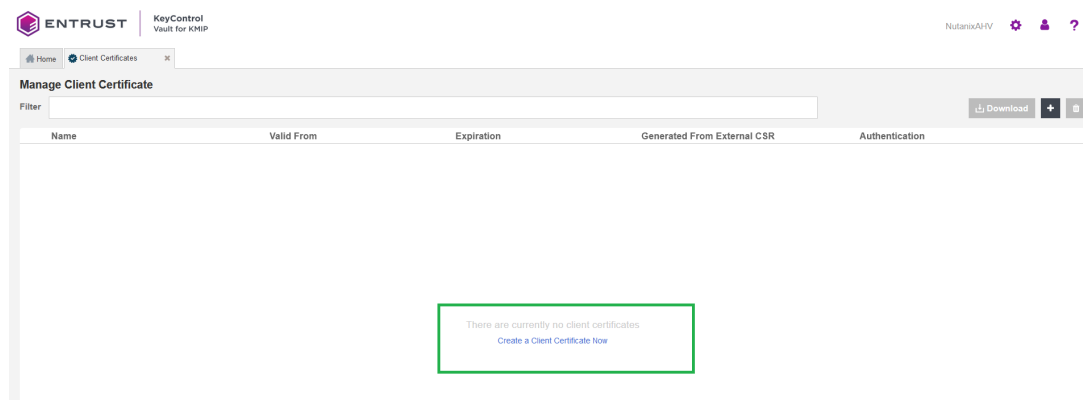 ENTRUST
KeyControl
Vault for KMIP
NutanixAHV
?
Home
Client Certificates
Manage Client Certificate
Filter
Download
Name Valid From Expiration Generated From External CSR Authentication
There are currently no client certificates
Create a Client Certificate Now